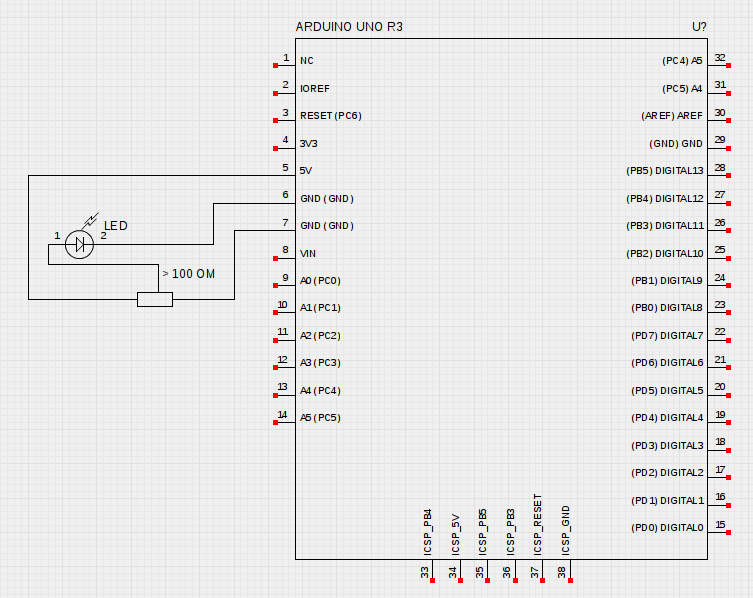 ARDUINO UNO R3 U?
1 NC
2 IOREF
3 RESET(PC6)
4 3V3
5 5V
6 GND(GND)
7 GND(GND)
8 VIN
9 A0(PC0)
10 A1(PC1)
11 A2(PC2)
12 A3(PC3)
13 A4(PC4)
14 A5(PC5)
LED
1 2
> 100 OM
(PC4) A5 32
(PC5) A4 31
(AREF) AREF 30
(GND) GND 29
(PB5) DIGITAL13 28
(PB4) DIGITAL12 27
(PB3) DIGITAL11 26
(PB2) DIGITAL10 25
(PB1) DIGITAL9 24
(PB0) DIGITAL8 23
(PD7) DIGITAL7 22
(PD6) DIGITAL6 21
(PD5) DIGITAL5 20
(PD4) DIGITAL4 19
(PD3) DIGITAL3 18
(PD2) DIGITAL2 17
(PD1) DIGITAL1 16
(PD0) DIGITAL0 15
33 ICSP_PB4
34 ICSP_5V
35 ICSP_PB5
36 ICSP_PB3
37 ICSP_RESET
38 ICSP_GND